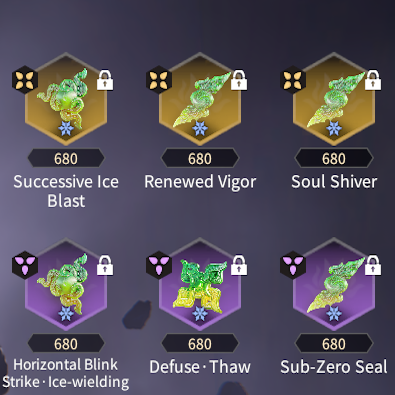 680 680 680
Successive Ice Renewed Vigor Soul Shiver
Blast
680 680 680
Horizontal Blink Defuse·Thaw Sub-Zero Seal
Strike·Ice-wielding